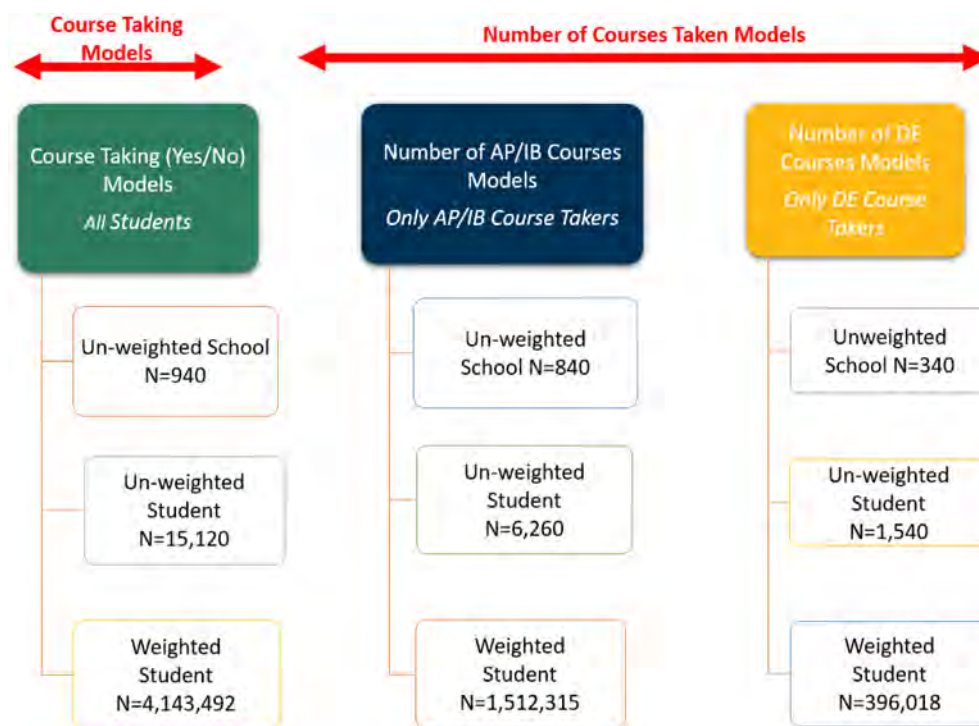 Course Taking
Models
Number of Courses Taken Models
Course Taking (Yes/No)
Models
All Students
Un-weighted School
N=940
Un-weighted
Student
N=15,120
Weighted
Student
N=4,143,492
Number of AP/IB Courses
Models
Only AP/IB Course Takers
Un-weighted
School N=840
Un-weighted
Student
N=6,260
Weighted
Student
N=1,512,315
Number of DE
Courses Models
Only DE Course
Takers
Unweighted
School N=340
Un-weighted
Student
N=1,540
Weighted
Student
N=396,018